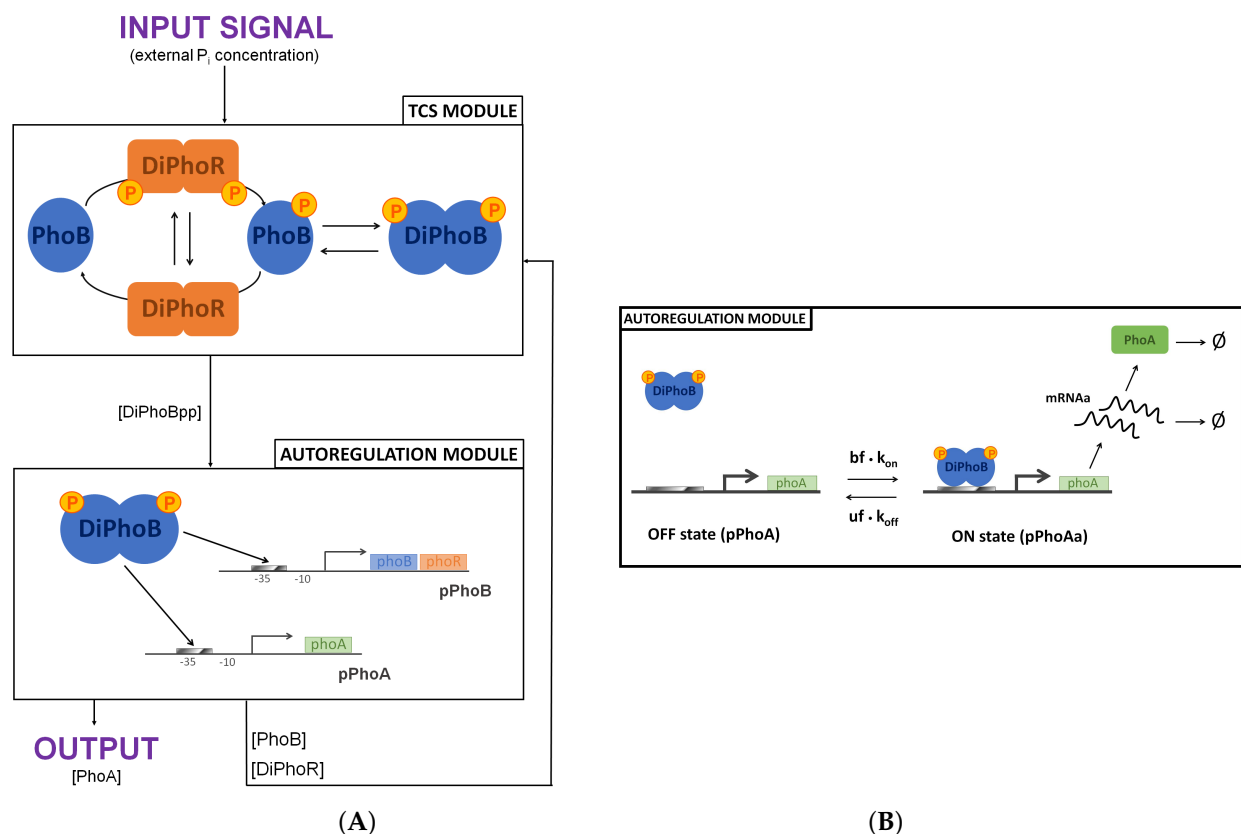 INPUT SIGNAL
(external Pi concentration)
TCS MODULE
DiPhoR
P
P
PhoB
PhoB
P
P
P
DiPhoB
DiPhoR
[DiPhoBpp]
AUTOREGULATION MODULE
P
P
DiPhoB
-35
-10
phoB
phoR
pPhoB
phoA
-35
-10
pPhoA
OUTPUT
[PhoA]
[PhoB]
[DiPhoR]
(A)
AUTOREGULATION MODULE
PhoA
Ø
P
P
DiPhoB
mRNAa
Ø
bf · kon
P
P
DiPhoB
phoA
phoA
uf · koff
OFF state (pPhoA)
ON state (pPhoAa)
(B)